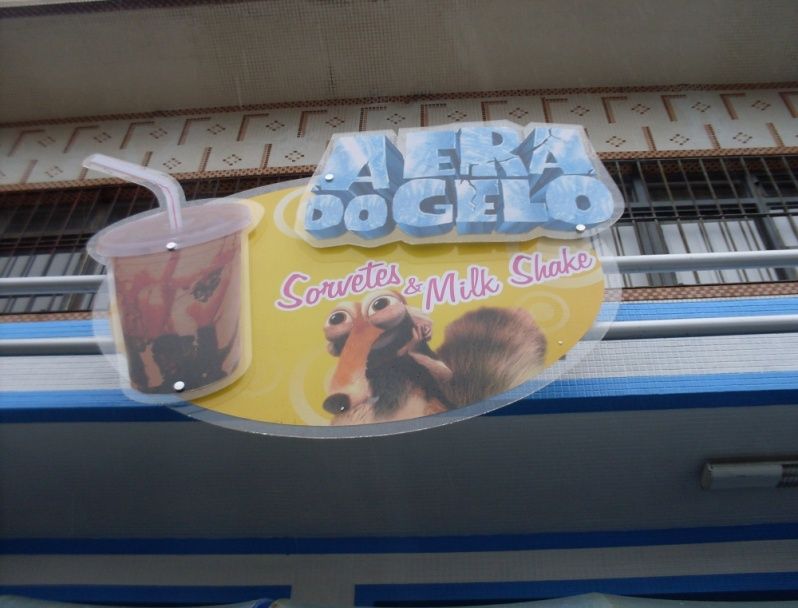 A ERA
DO GELO
Sorvetes & Milk Shake